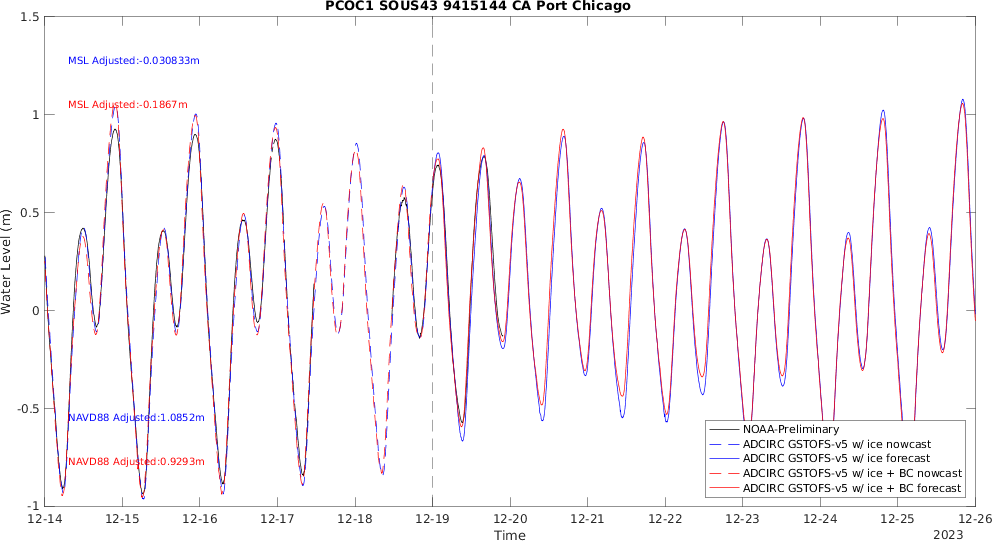 PCOC1 SOUS43 9415144 CA Port Chicago
1.5
1
0.5
0
-0.5
-1
Water Level (m)
MSL Adjusted:-0.030833m
MSL Adjusted:-0.1867m
NAVD88 Adjusted:1.0852m
NAVD88 Adjusted:0.9293m
NOAA-Preliminary
ADCIRC GSTOFS-v5 w/ ice nowcast
ADCIRC GSTOFS-v5 w/ ice forecast
ADCIRC GSTOFS-v5 w/ ice + BC nowcast
ADCIRC GSTOFS-v5 w/ ice + BC forecast
12-14 12-15 12-16 12-17 12-18 12-19 12-20 12-21 12-22 12-23 12-24 12-25 12-26
Time
2023